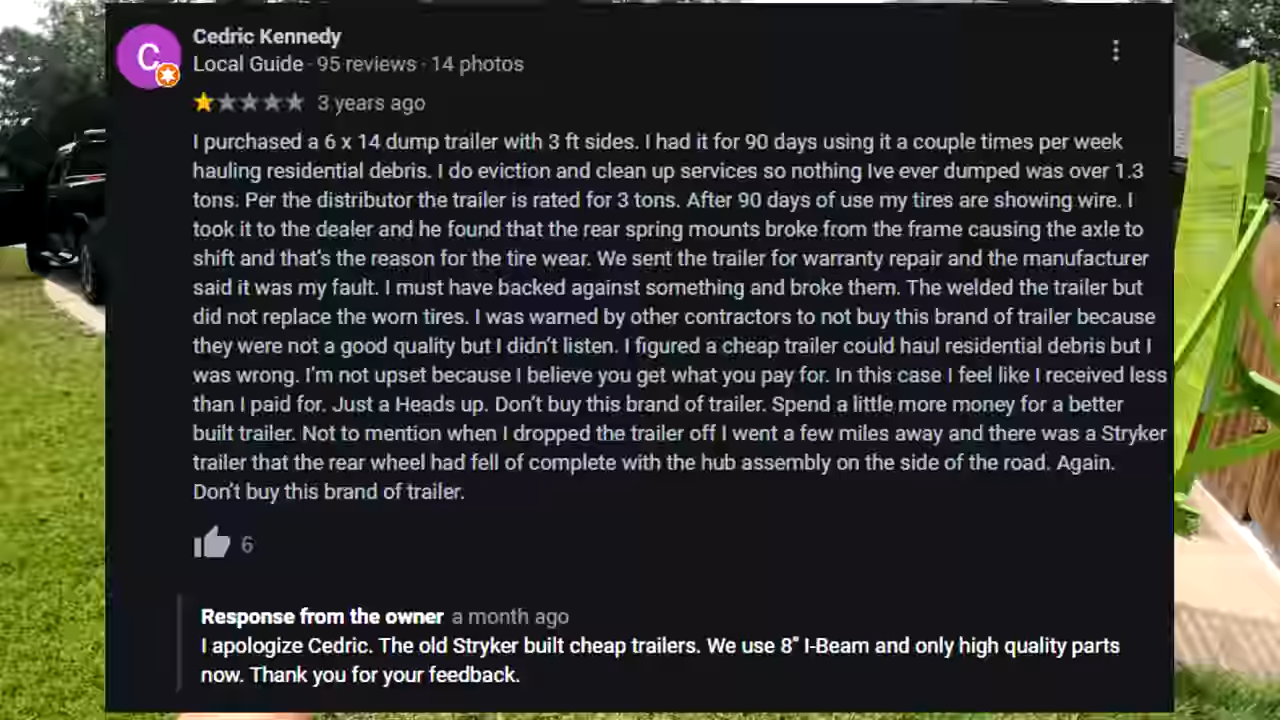 C
Cedric Kennedy
Local Guide · 95 reviews · 14 photos
3 years ago
I purchased a 6 x 14 dump trailer with 3 ft sides. I had it for 90 days using it a couple times per week
hauling residential debris. I do eviction and clean up services so nothing Ive ever dumped was over 1.3
tons. Per the distributor the trailer is rated for 3 tons. After 90 days of use my tires are showing wire. I
took it to the dealer and he found that the rear spring mounts broke from the frame causing the axle to
shift and that's the reason for the tire wear. We sent the trailer for warranty repair and the manufacturer
said it was my fault. I must have backed against something and broke them. The welded the trailer but
did not replace the worn tires. I was warned by other contractors to not buy this brand of trailer because
they were not a good quality but I didn't listen. I figured a cheap trailer could haul residential debris but I
was wrong. I'm not upset because I believe you get what you pay for. In this case I feel like I received less
than I paid for. Just a Heads up. Don't buy this brand of trailer. Spend a little more money for a better
built trailer. Not to mention when I dropped the trailer off I went a few miles away and there was a Stryker
trailer that the rear wheel had fell of complete with the hub assembly on the side of the road. Again.
Don't buy this brand of trailer.
6
Response from the owner a month ago
I apologize Cedric. The old Stryker built cheap trailers. We use 8" I-Beam and only high quality parts
now. Thank you for your feedback.